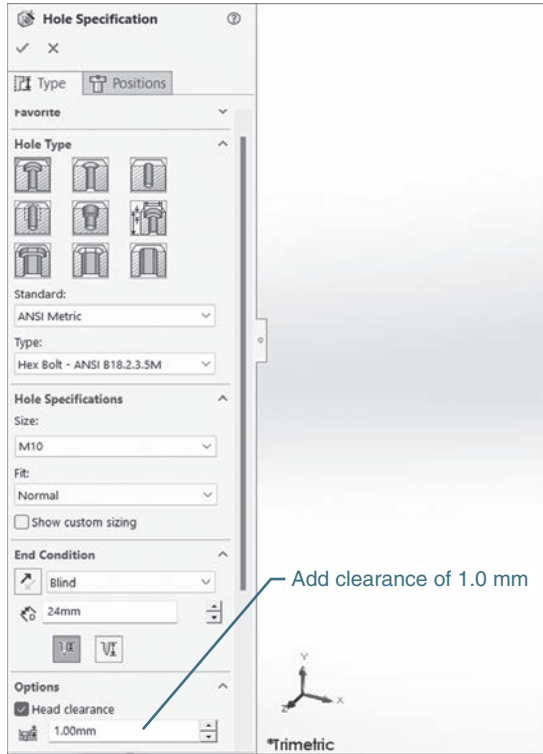 Hole Specification
Type
Positions
Favorite
Hole Type
Standard:
ANSI Metric
Type:
Hex Bolt - ANSI B18.2.3.5M
Hole Specifications
Size:
M10
Fit:
Normal
Show custom sizing
End Condition
Blind
24mm
Options
Head clearance
1.00mm
Add clearance of 1.0 mm
Y
X
Z
*Trimetric